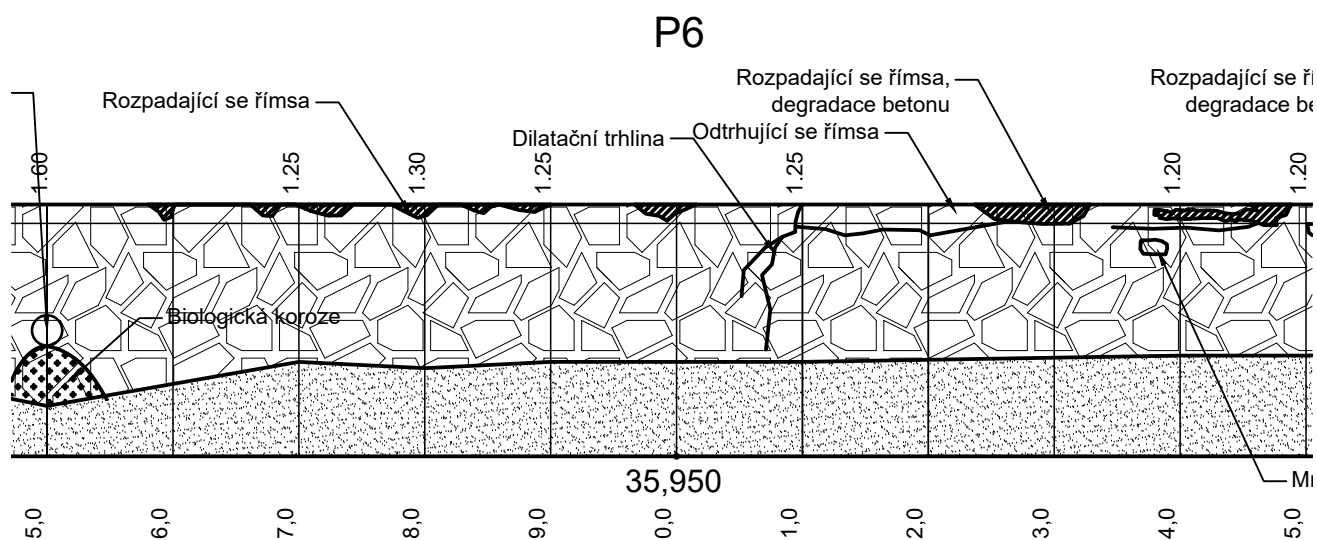 P6
Rozpadající se římsa,
degradace betonu
Rozpadající se ří
degradace be
Rozpadající se římsa
Dilatační trhlina
Odtrhující se římsa
1.60
1.25
1.30
1.25
1.25
1.20
1.20
Biologická koroze
35,950
5,0
6,0
7,0
8,0
9,0
0,0
1,0
2,0
3,0
4,0
5,0